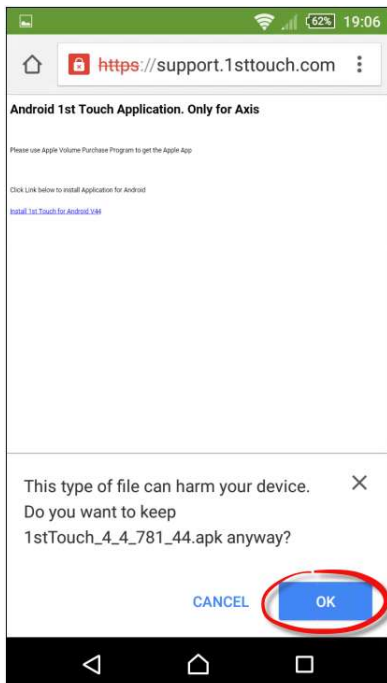 62% 19:06
https://support.1sttouch.com
Android 1st Touch Application. Only for Axis
Please use Apple Volume Purchase Program to get the Apple App
Click Link below to install Application for Android
Install 1st Touch for Android V44
This type of file can harm your device.
Do you want to keep
1stTouch_4_4_781_44.apk anyway?
CANCEL OK